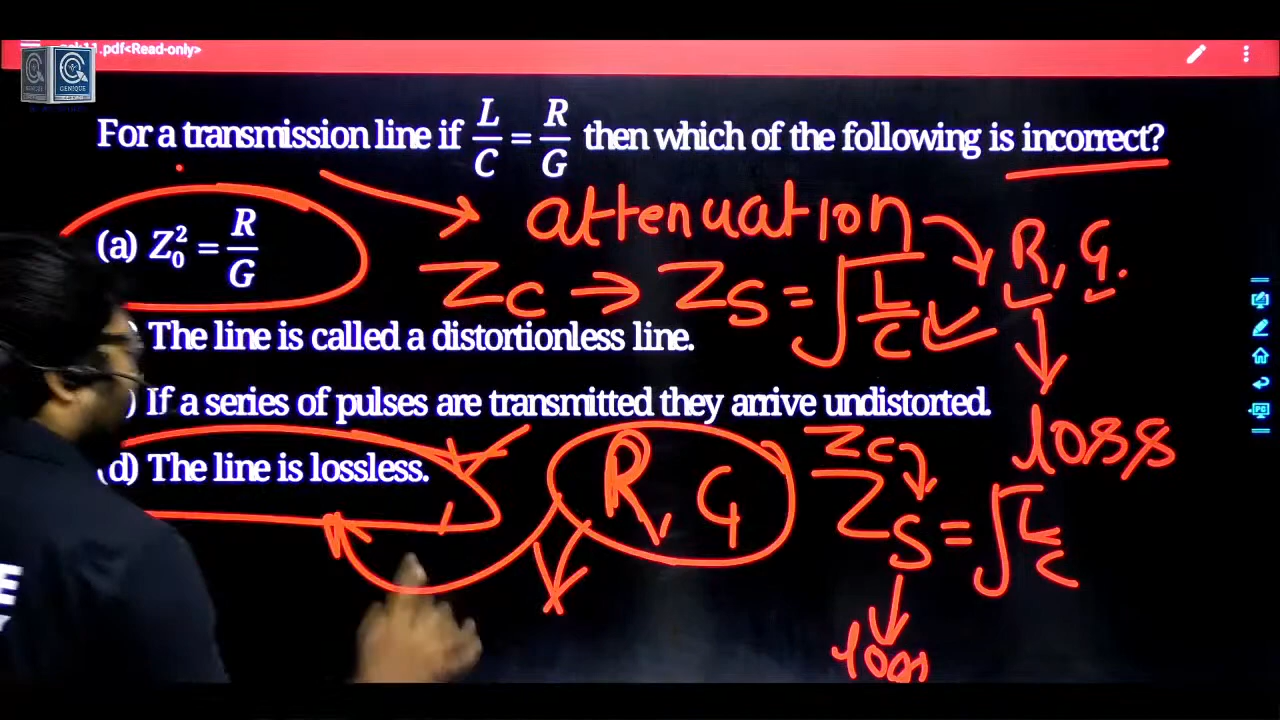 .pdf<Read-only>
GENIQUE
For a transmission line if L/C = R/G then which of the following is incorrect?
attenuation R, G.
(a) Z₀² = R/G
Zc → Zs = √L/C
The line is called a distortionless line.
) If a series of pulses are transmitted they arrive undistorted.
Zc loss
(d) The line is lossless. R, G
Zs = √L/C
loss